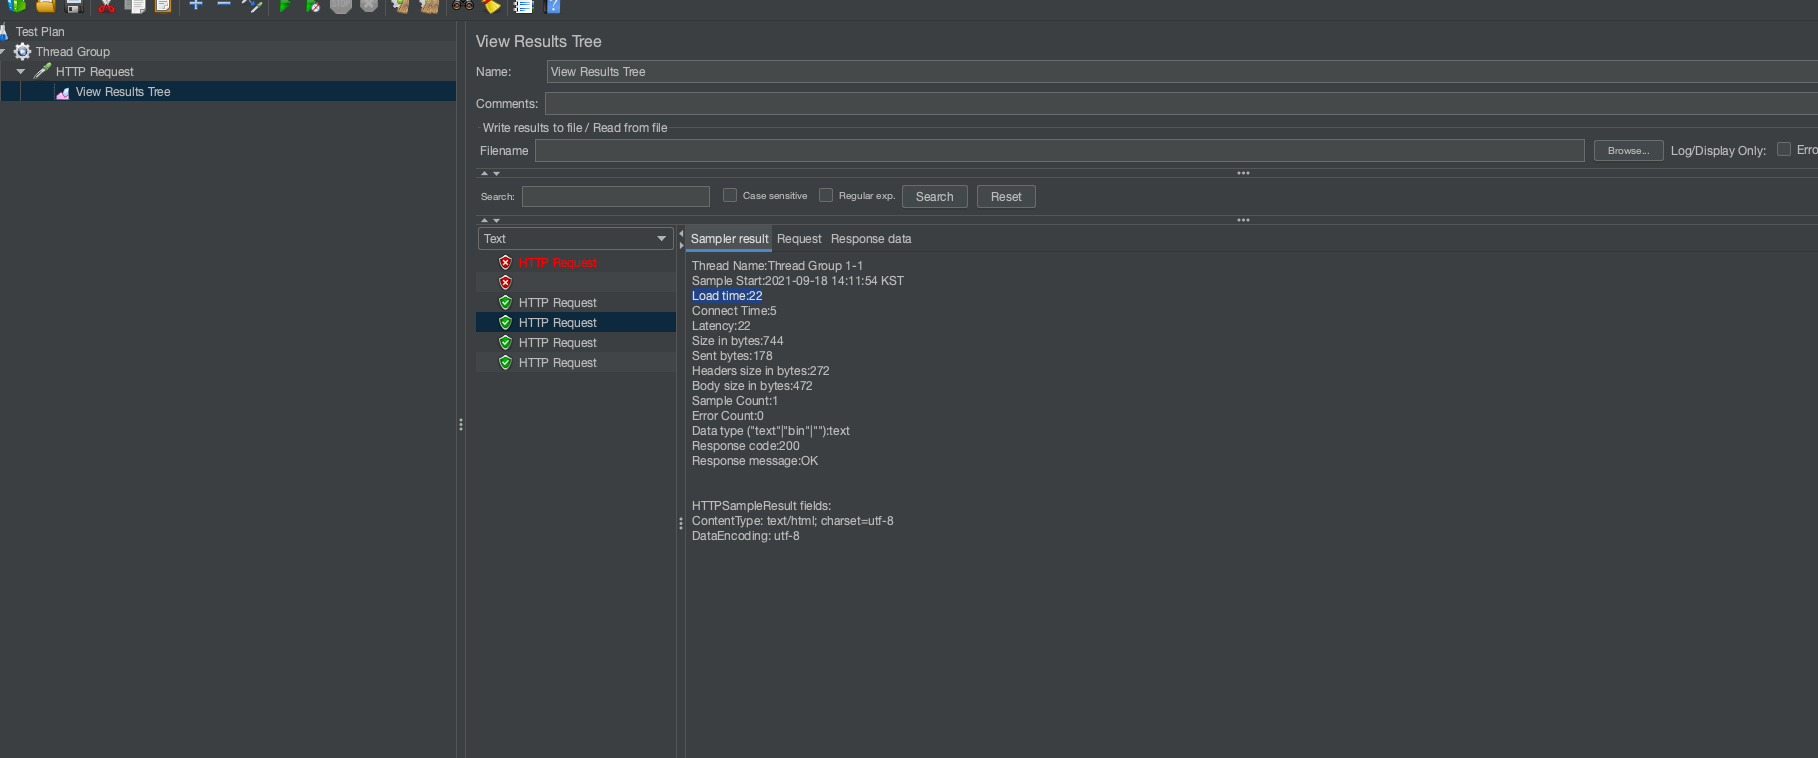 STOP
?
Test Plan
Thread Group
HTTP Request
View Results Tree
View Results Tree
Name: View Results Tree
Comments:
Write results to file / Read from file
Filename Browse... Log/Display Only: Erro
Search: Case sensitive Regular exp. Search Reset
Text
HTTP Request
HTTP Request
HTTP Request
HTTP Request
HTTP Request
Sampler result Request Response data
Thread Name:Thread Group 1-1
Sample Start:2021-09-18 14:11:54 KST
Load time:22
Connect Time:5
Latency:22
Size in bytes:744
Sent bytes:178
Headers size in bytes:272
Body size in bytes:472
Sample Count:1
Error Count:0
Data type ("text"|"bin"|""):text
Response code:200
Response message:OK
HTTPSampleResult fields:
ContentType: text/html; charset=utf-8
DataEncoding: utf-8